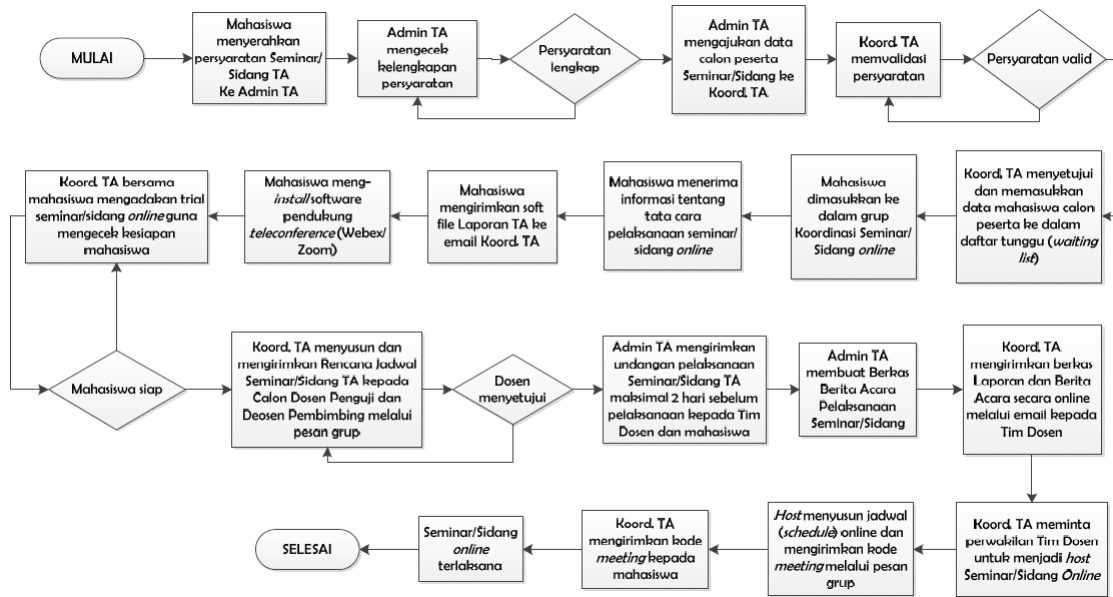 MULAI
Mahasiswa
menyerahkan
persyaratan Seminar/
Sidang TA
Ke Admin TA
Admin TA
mengecek
kelengkapan
persyaratan
Persyaratan
lengkap
Admin TA
mengajukan data
calon peserta
Seminar/Sidang ke
Koord. TA.
Koord. TA
memvalidasi
persyaratan
Persyaratan valid
Koord. TA menyetujui
dan memasukkan
data mahasiswa calon
peserta ke dalam
daftar tunggu (waiting
list)
Mahasiswa
dimasukkan ke
dalam grup
Koordinasi Seminar/
Sidang online
Mahasiswa menerima
informasi tentang
tata cara
pelaksanaan seminar/
sidang online
Mahasiswa
mengirimkan soft
file Laporan TA ke
email Koord. TA
Mahasiswa meng-
install software
pendukung
teleconference (Webex/
Zoom)
Koord. TA bersama
mahasiswa mengadakan trial
seminar/sidang online guna
mengecek kesiapan
mahasiswa
Mahasiswa siap
Koord. TA menyusun dan
mengirimkan Rencana Jadwal
Seminar/Sidang TA kepada
Calon Dosen Penguji dan
Deosen Pembimbing melalui
pesan grup.
Dosen
menyetujui
Admin TA mengirimkan
undangan pelaksanaan
Seminar/Sidang TA
maksimal 2 hari sebelum
pelaksanaan kepada Tim
Dosen dan mahasiswa
Admin TA
membuat Berkas
Berita Acara
Pelaksanaan
Seminar/Sidang
Koord. TA
mengirimkan berkas
Laporan dan Berita
Acara secara online
melalui email kepada
Tim Dosen
Koord. TA meminta
perwakilan Tim Dosen
untuk menjadi host
Seminar/Sidang Online
Host menyusun jadwal
(schedule) online dan
mengirimkan kode
meeting melalui pesan
grup
Koord. TA
mengirimkan kode
meeting kepada
mahasiswa
Seminar/Sidang
online
terlaksana
SELESAI